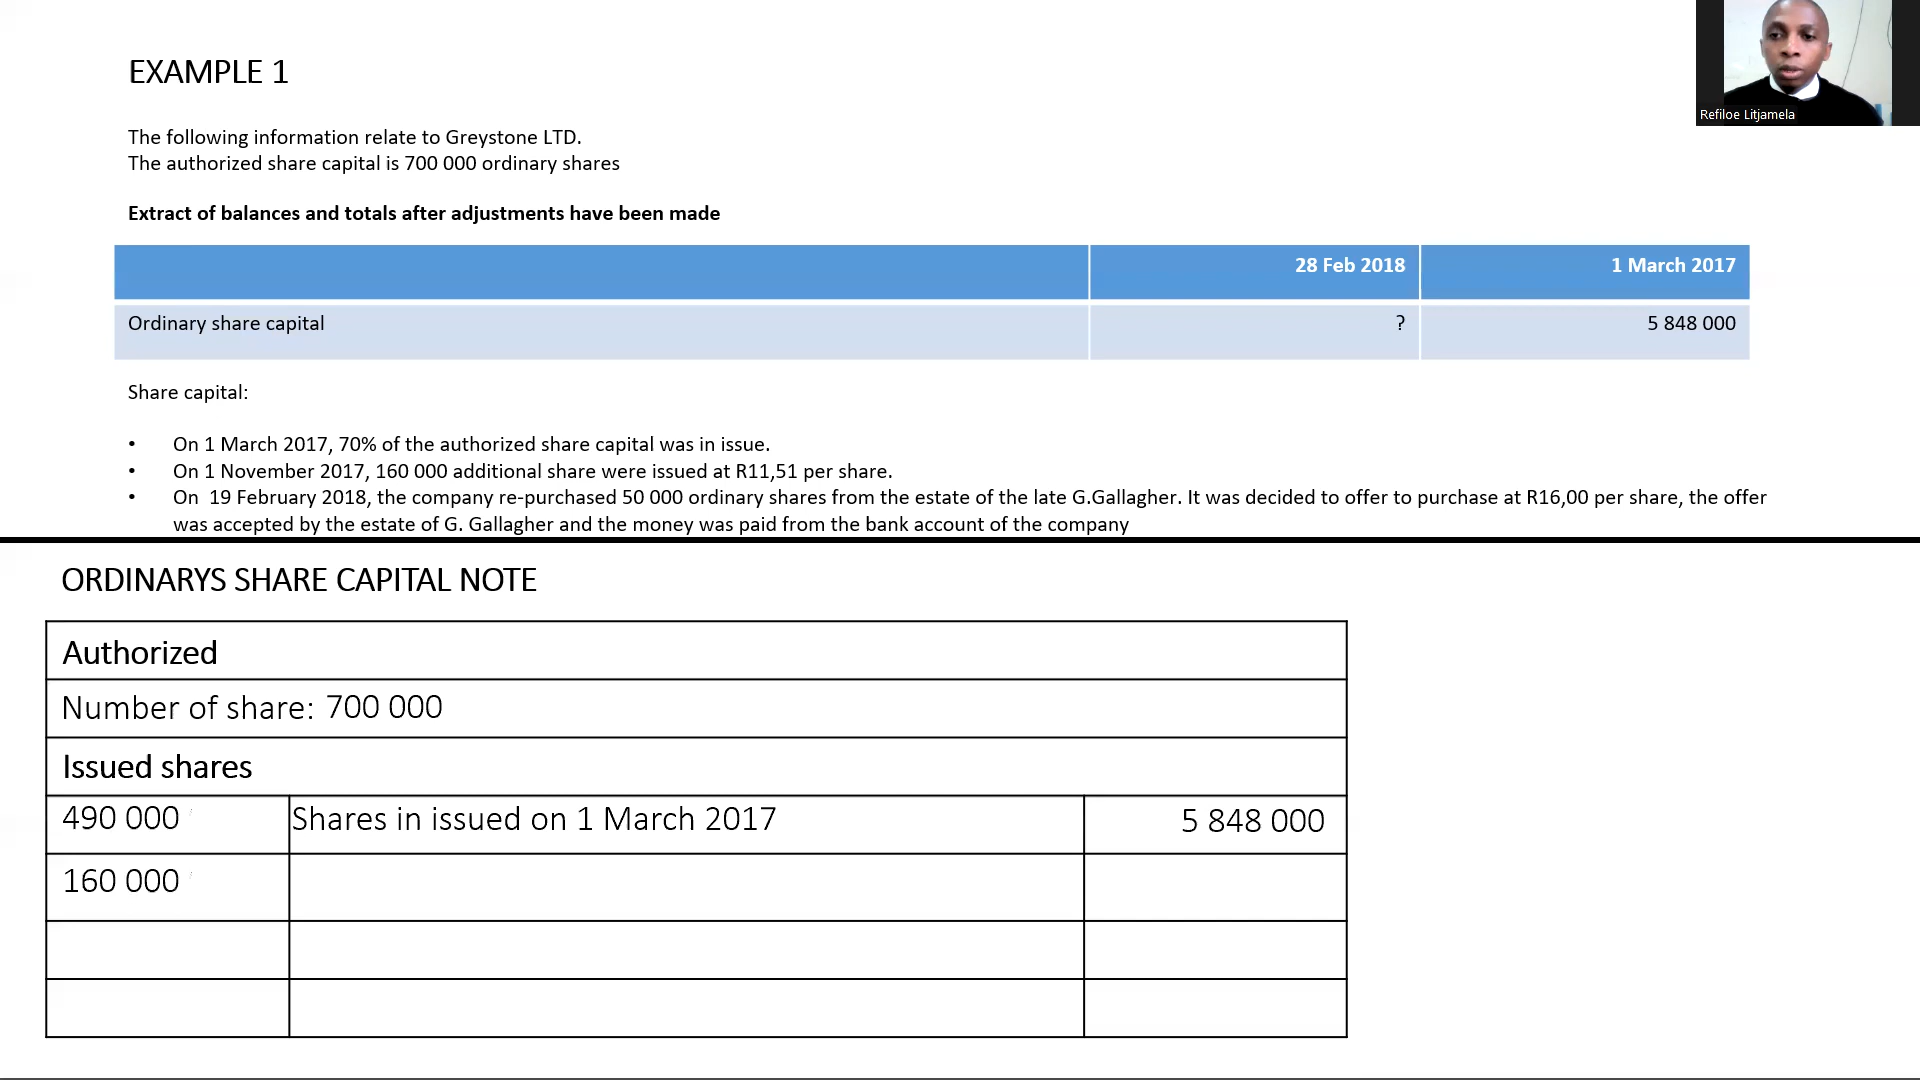 EXAMPLE 1
Refiloe Litjamela
The following information relate to Greystone LTD.
The authorized share capital is 700 000 ordinary shares
Extract of balances and totals after adjustments have been made
28 Feb 2018 1 March 2017
Ordinary share capital ? 5 848 000
Share capital:
• On 1 March 2017, 70% of the authorized share capital was in issue.
• On 1 November 2017, 160 000 additional share were issued at R11,51 per share.
• On 19 February 2018, the company re-purchased 50 000 ordinary shares from the estate of the late G.Gallagher. It was decided to offer to purchase at R16,00 per share, the offer
was accepted by the estate of G. Gallagher and the money was paid from the bank account of the company
ORDINARYS SHARE CAPITAL NOTE
Authorized
Number of share: 700 000
Issued shares
490 000 Shares in issued on 1 March 2017 5 848 000
160 000